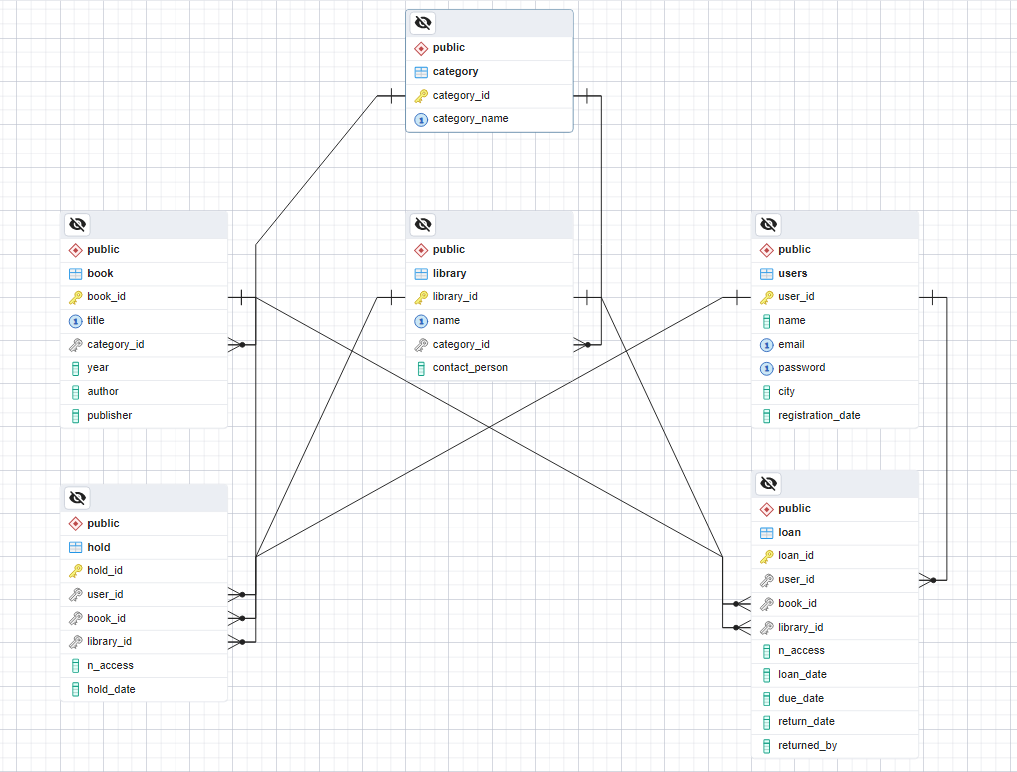 public
category
category_id
category_name
public
book
book_id
title
category_id
year
author
publisher
public
library
library_id
name
category_id
contact_person
public
users
user_id
name
email
password
city
registration_date
public
hold
hold_id
user_id
book_id
library_id
n_access
hold_date
public
loan
loan_id
user_id
book_id
library_id
n_access
loan_date
due_date
return_date
returned_by